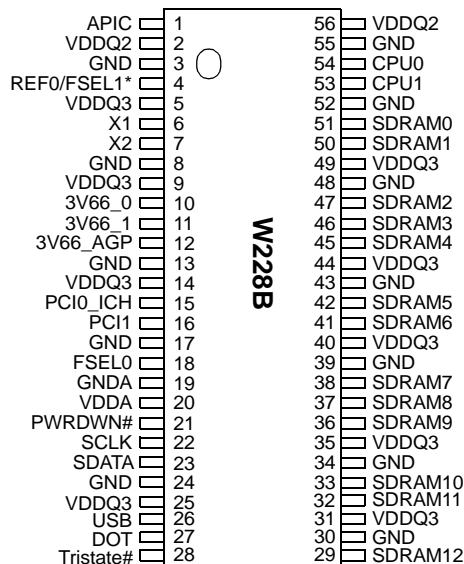 APIC 1 56 VDDQ2
VDDQ2 2 55 GND
GND 3 54 CPU0
REF0/FSEL1* 4 53 CPU1
VDDQ3 5 52 GND
X1 6 51 SDRAM0
X2 7 50 SDRAM1
GND 8 49 VDDQ3
VDDQ3 9 48 GND
3V66_0 10 47 SDRAM2
3V66_1 11 46 SDRAM3
3V66_AGP 12 45 SDRAM4
GND 13 44 VDDQ3
VDDQ3 14 43 GND
PCI0_ICH 15 42 SDRAM5
PCI1 16 41 SDRAM6
GND 17 40 VDDQ3
FSEL0 18 39 GND
GNDA 19 38 SDRAM7
VDDA 20 37 SDRAM8
PWRDWN# 21 36 SDRAM9
SCLK 22 35 VDDQ3
SDATA 23 34 GND
GND 24 33 SDRAM10
VDDQ3 25 32 SDRAM11
USB 26 31 VDDQ3
DOT 27 30 GND
Tristate# 28 29 SDRAM12
W228B